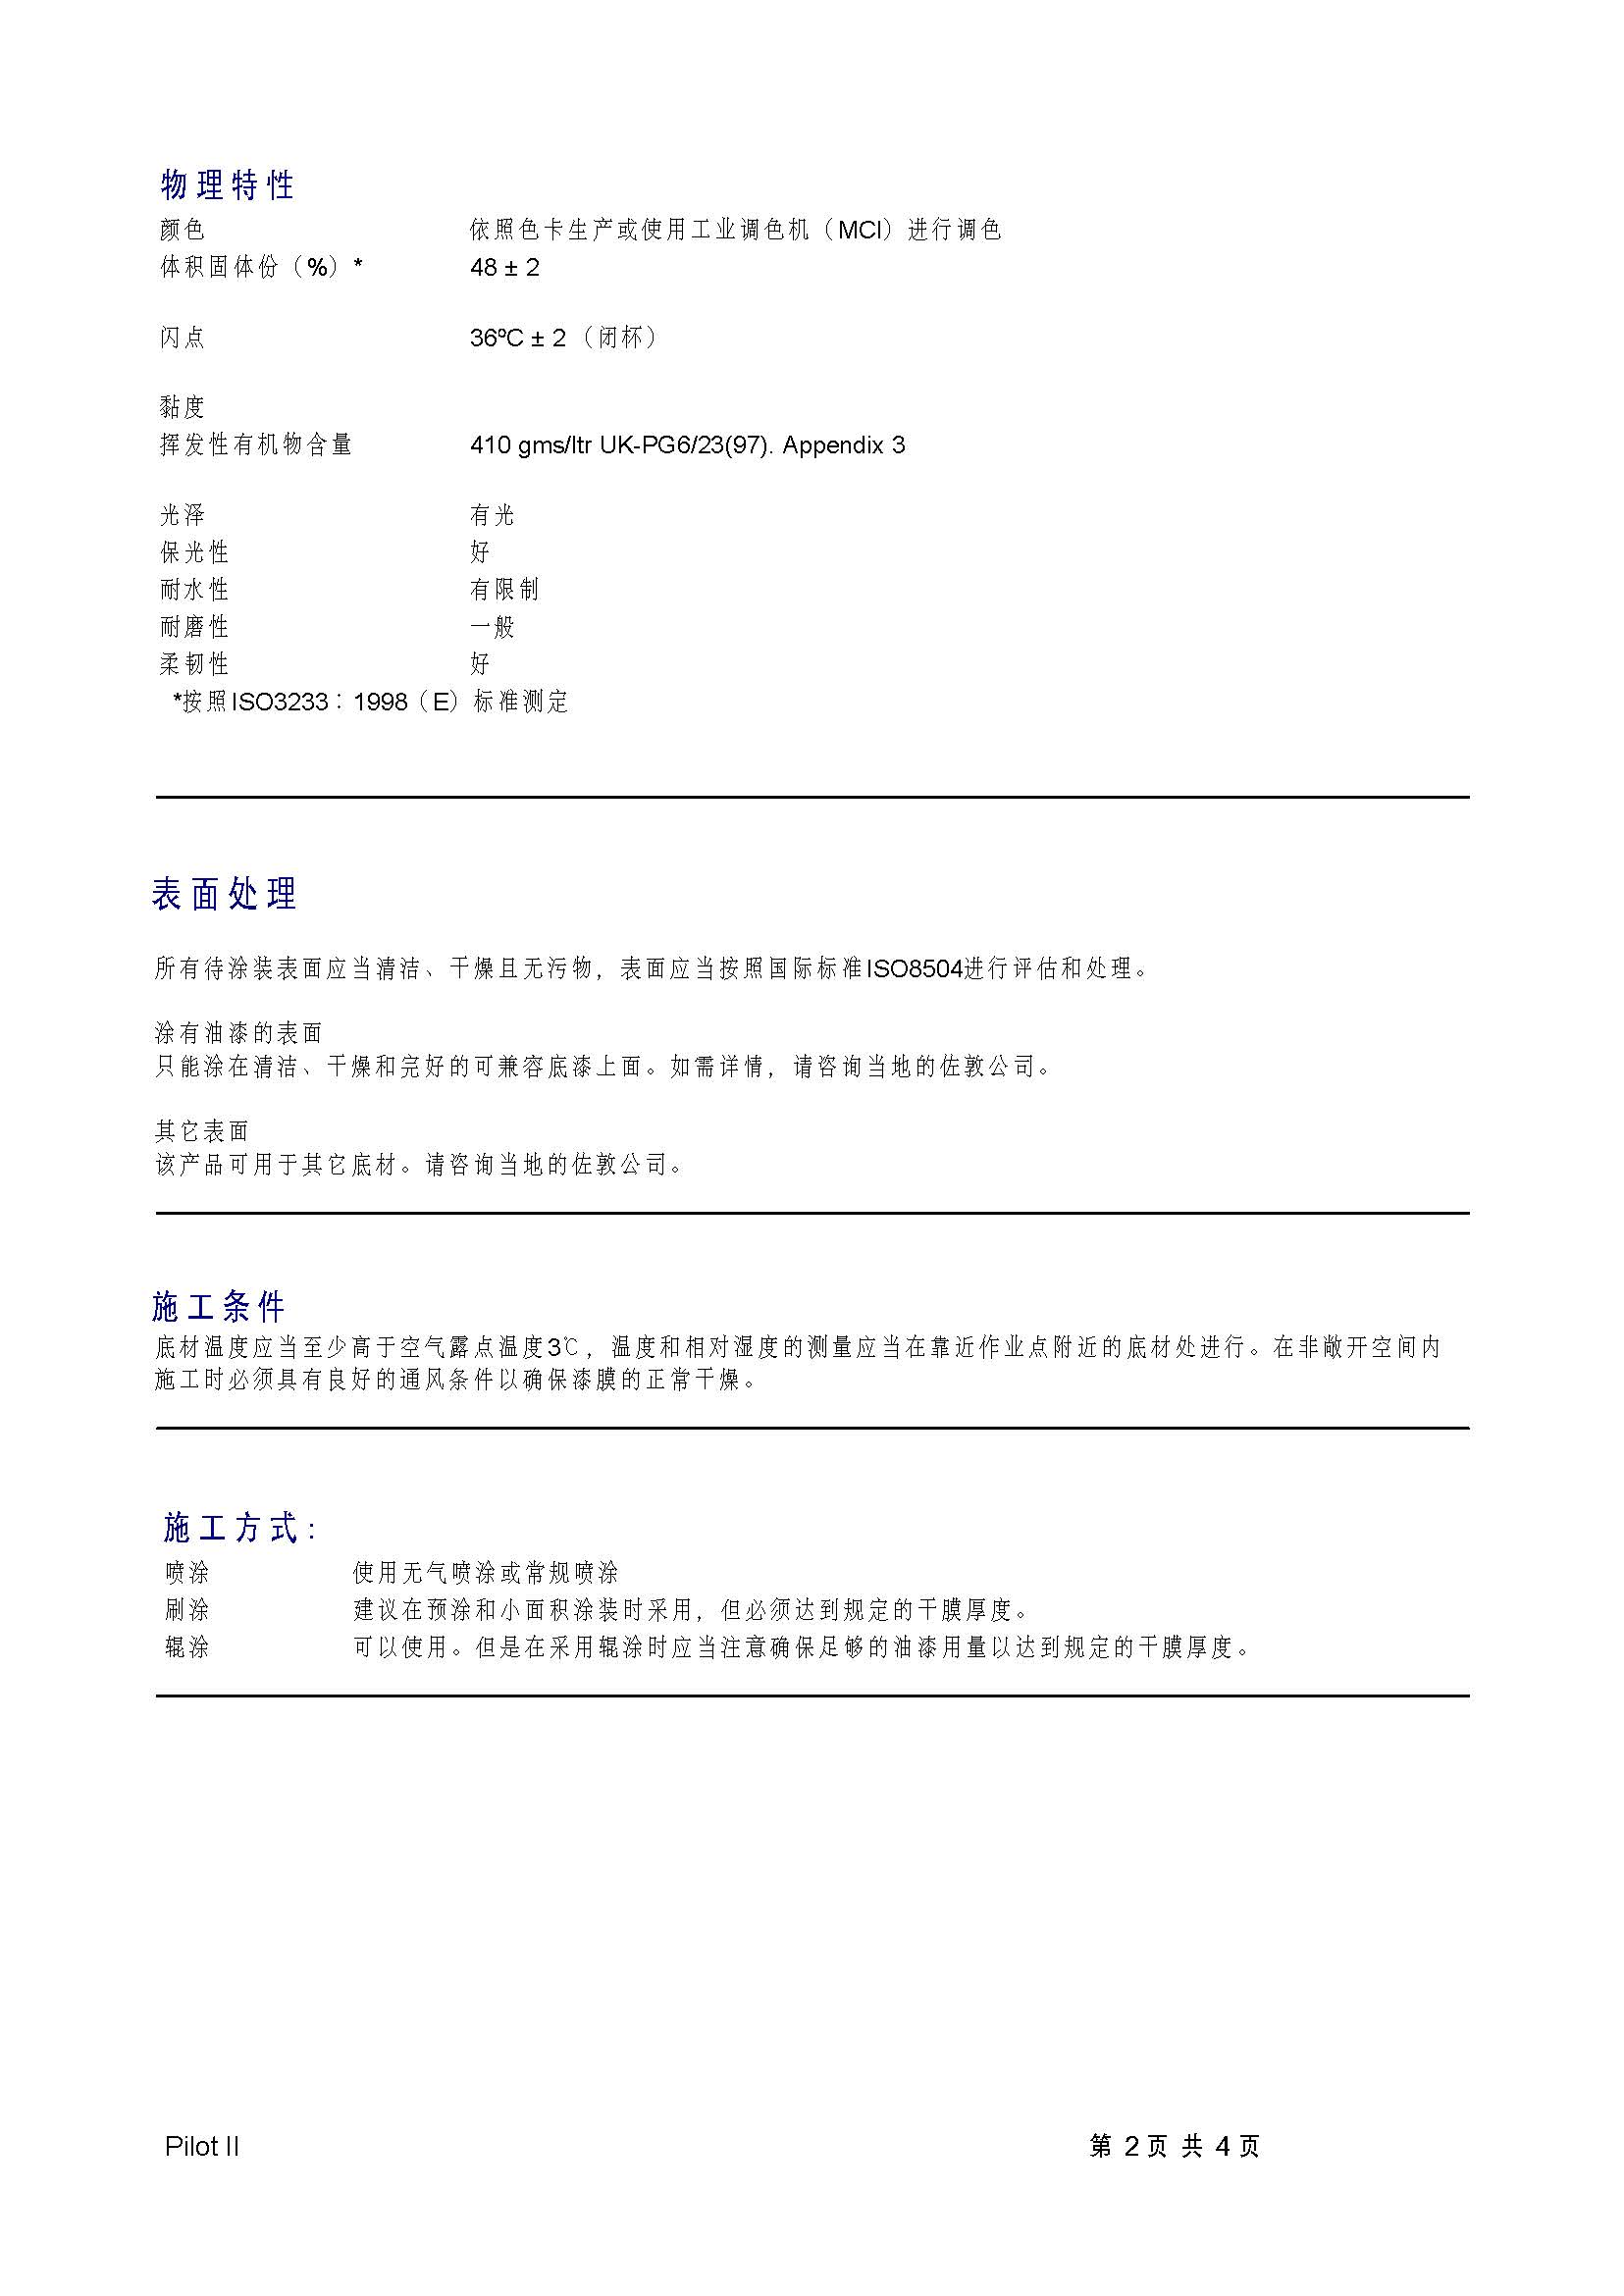 物理特性
颜色 依照色卡生产或使用工业调色机（MCI）进行调色
体积固体份（%）* 48 ± 2
闪点 36ºC ± 2 （闭杯）
黏度
挥发性有机物含量 410 gms/ltr UK-PG6/23(97). Appendix 3
光泽 有光
保光性 好
耐水性 有限制
耐磨性 一般
柔韧性 好
*按照ISO3233：1998（E）标准测定
表面处理
所有待涂装表面应当清洁、干燥且无污物，表面应当按照国际标准ISO8504进行评估和处理。
涂有油漆的表面
只能涂在清洁、干燥和完好的可兼容底漆上面。如需详情，请咨询当地的佐敦公司。
其它表面
该产品可用于其它底材。请咨询当地的佐敦公司。
施工条件
底材温度应当至少高于空气露点温度3℃，温度和相对湿度的测量应当在靠近作业点附近的底材处进行。在非敞开空间内
施工时必须具有良好的通风条件以确保漆膜的正常干燥。
施工方式：
喷涂 使用无气喷涂或常规喷涂
刷涂 建议在预涂和小面积涂装时采用，但必须达到规定的干膜厚度。
辊涂 可以使用。但是在采用辊涂时应当注意确保足够的油漆用量以达到规定的干膜厚度。
Pilot II 第 2 页 共 4 页